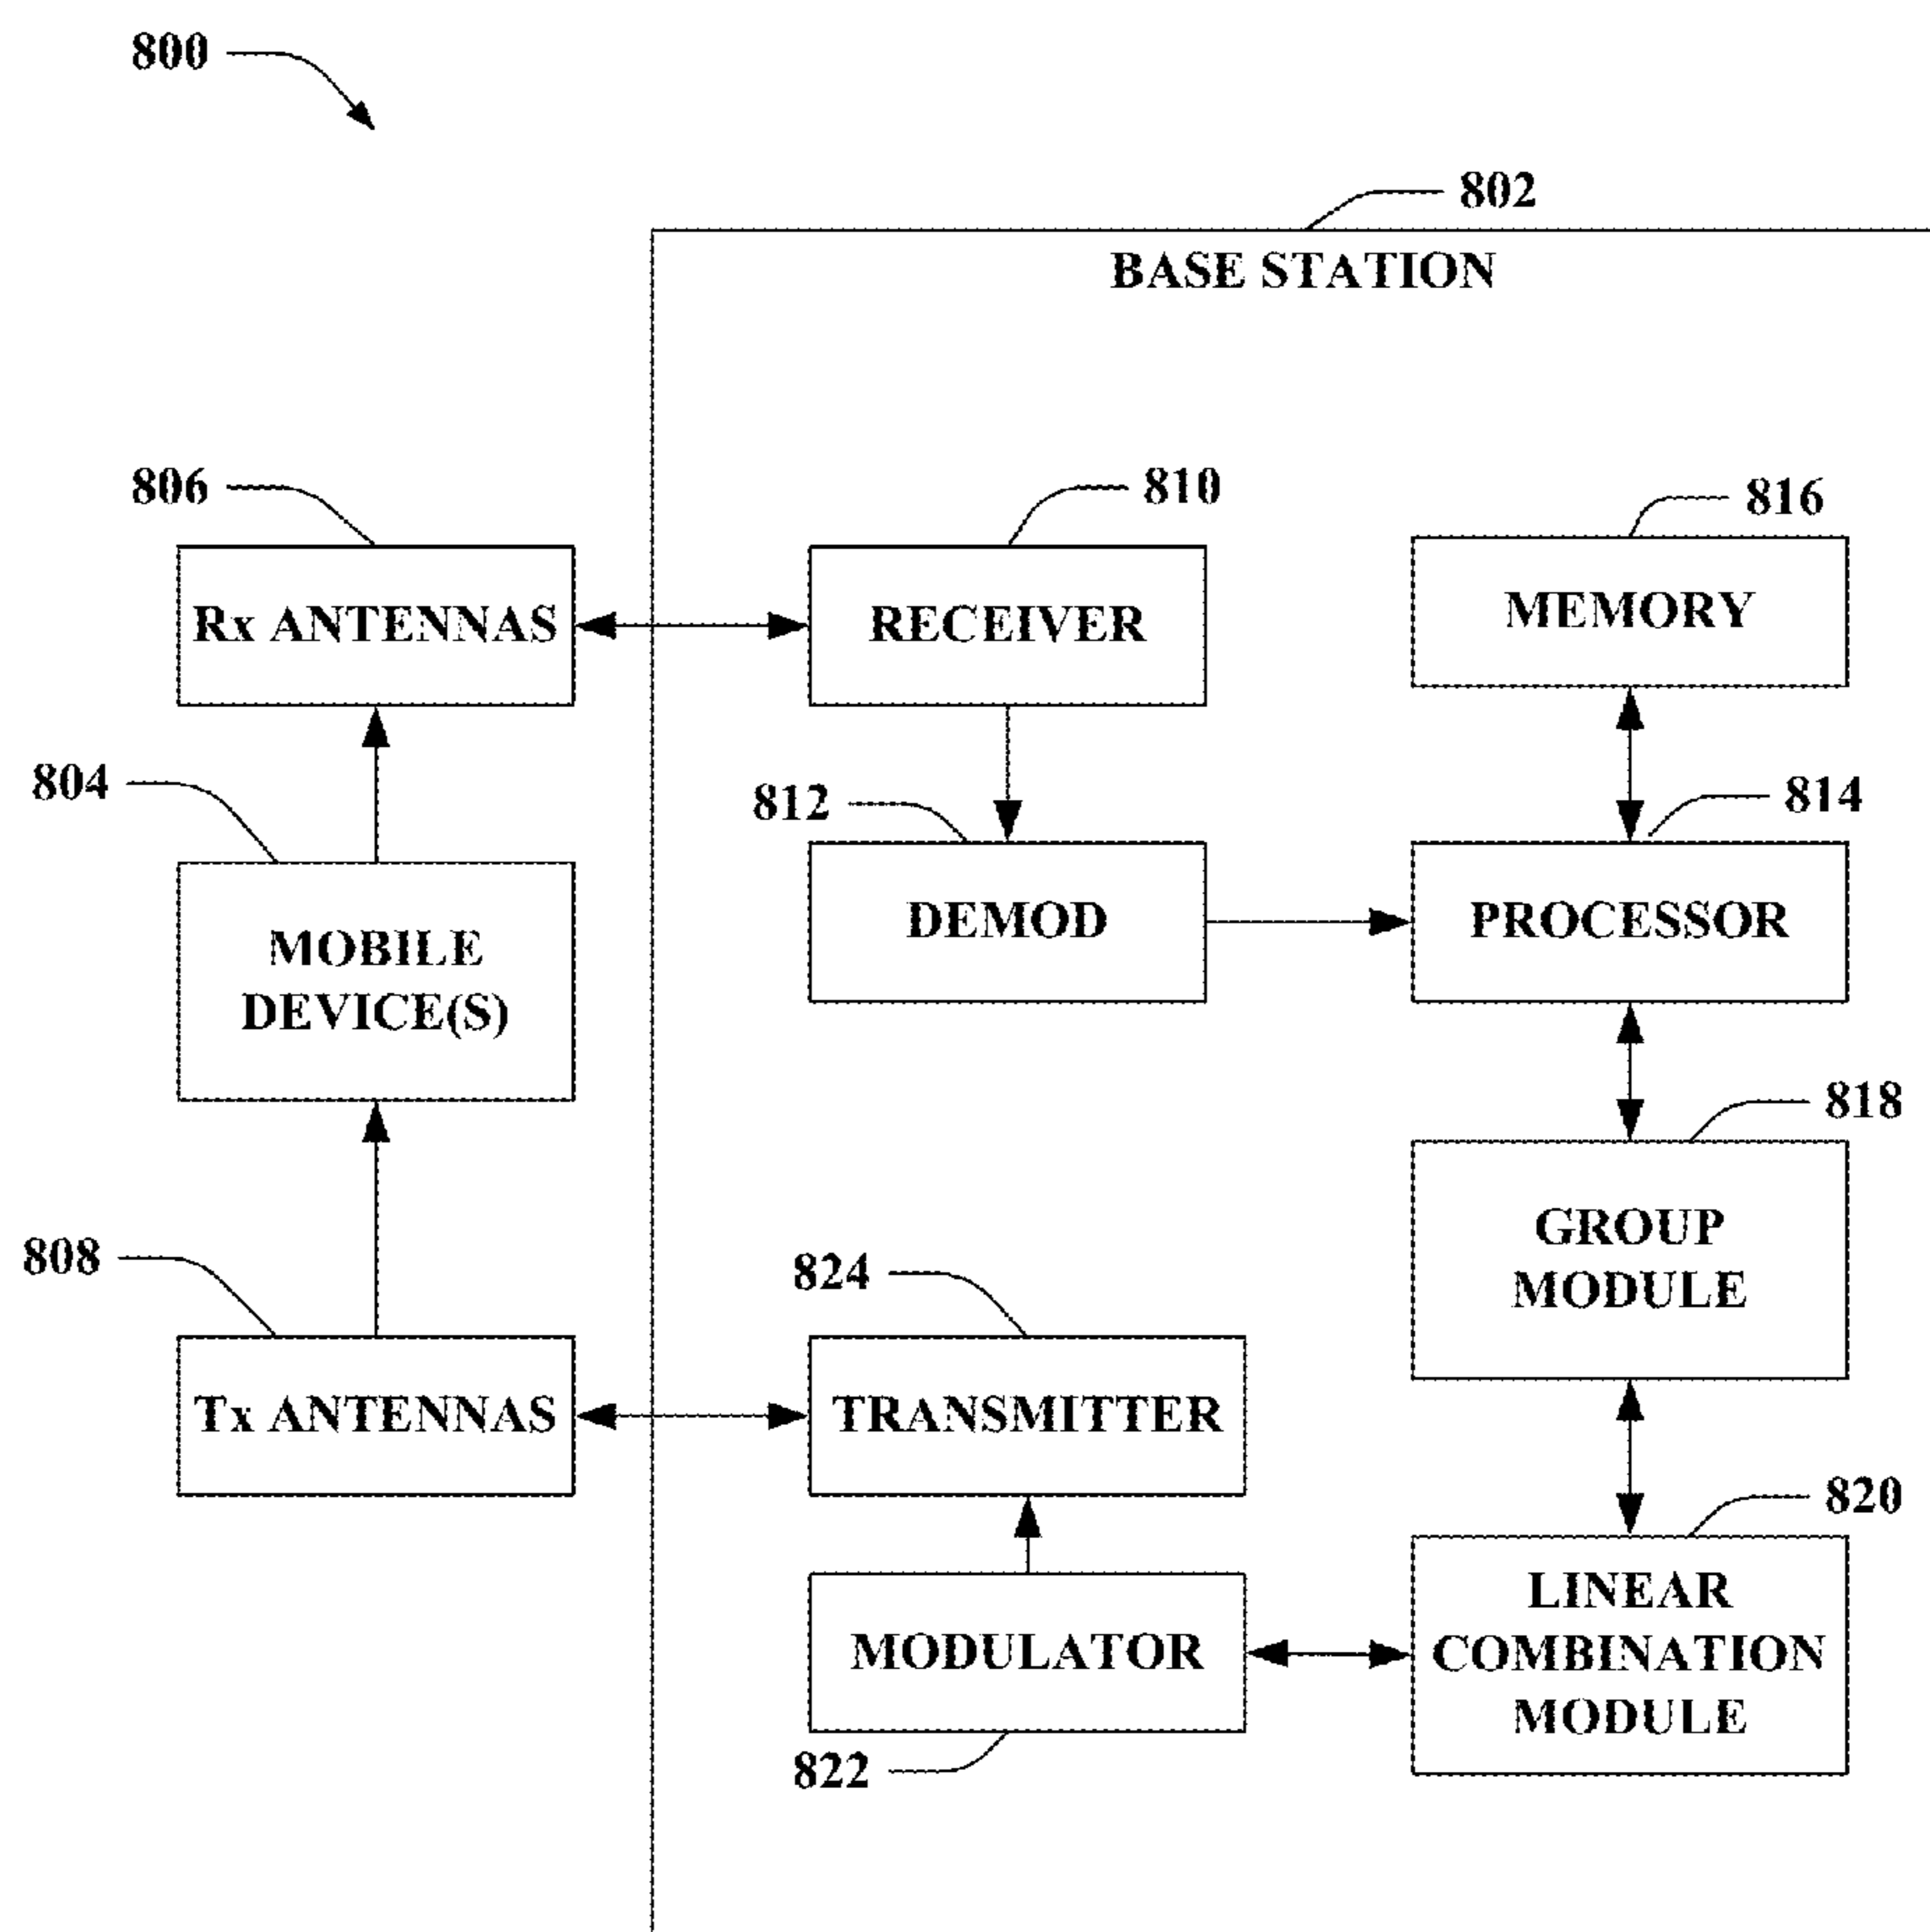 800
802
BASE STATION
806
810
816
Rx ANTENNAS
RECEIVER
MEMORY
804
812
814
MOBILE
DEVICE(S)
DEMOD
PROCESSOR
818
808
824
GROUP
MODULE
Tx ANTENNAS
TRANSMITTER
820
MODULATOR
LINEAR
COMBINATION
MODULE
822